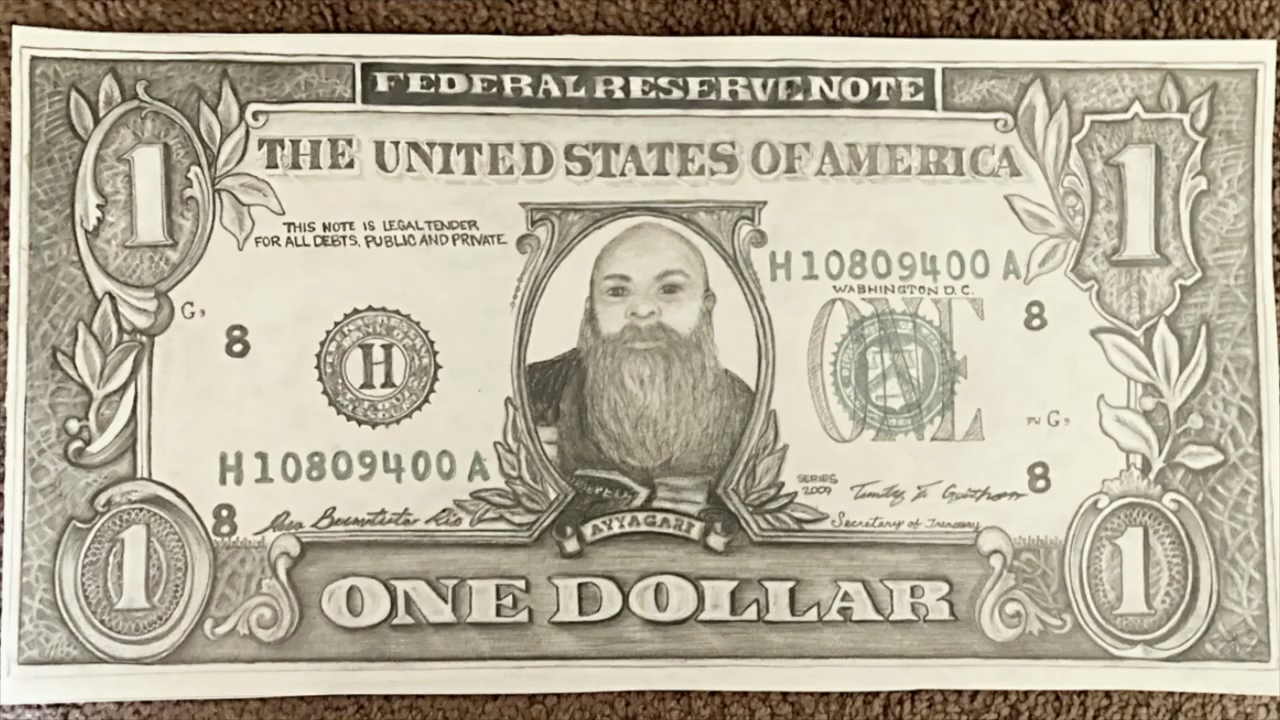 FEDERAL RESERVE NOTE
THE UNITED STATES OF AMERICA
1
1
THIS NOTE IS LEGAL TENDER
FOR ALL DEBTS, PUBLIC AND PRIVATE
H10809400 A
WASHINGTON D.C.
G9
8
8
H
ONE
G9
H10809400 A
8
8
SERIES
2009
Secretary of Treasury
AYYAGARI
1
ONE DOLLAR
1